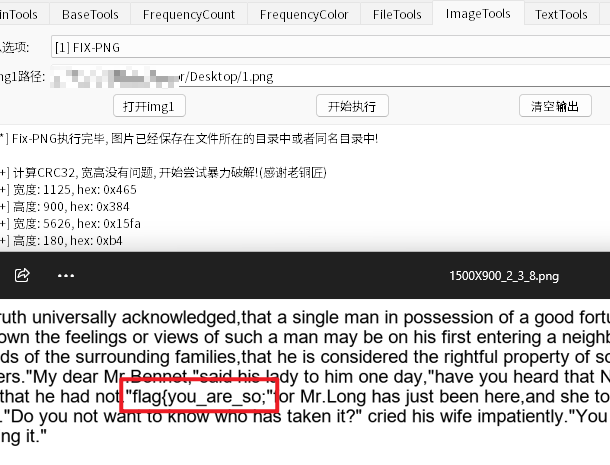 inTools BaseTools FrequencyCount FrequencyColor FileTools ImageTools TextTools
选项: [1] FIX-PNG
mg1路径: r/Desktop/1.png
打开img1 开始执行 清空输出
*] Fix-PNG执行完毕, 图片已经保存在文件所在的目录中或者同名目录中!
+] 计算CRC32, 宽高没有问题, 开始尝试暴力破解!(感谢老铜匠)
+] 宽度: 1125, hex: 0x465
+] 高度: 900, hex: 0x384
+] 宽度: 5626, hex: 0x15fa
+] 高度: 180, hex: 0xb4
1500X900_2_3_8.png
ruth universally acknowledged,that a single man in possession of a good fortu
own the feelings or views of such a man may be on his first entering a neighb
ds of the surrounding families,that he is considered the rightful property of so
ers."My dear Mr.Bennet,"said his lady to him one day,"have you heard that N
that he had not."flag{you_are_so;"for Mr.Long has just been here,and she to
."Do you not want to know who has taken it?" cried his wife impatiently."You
ng it."